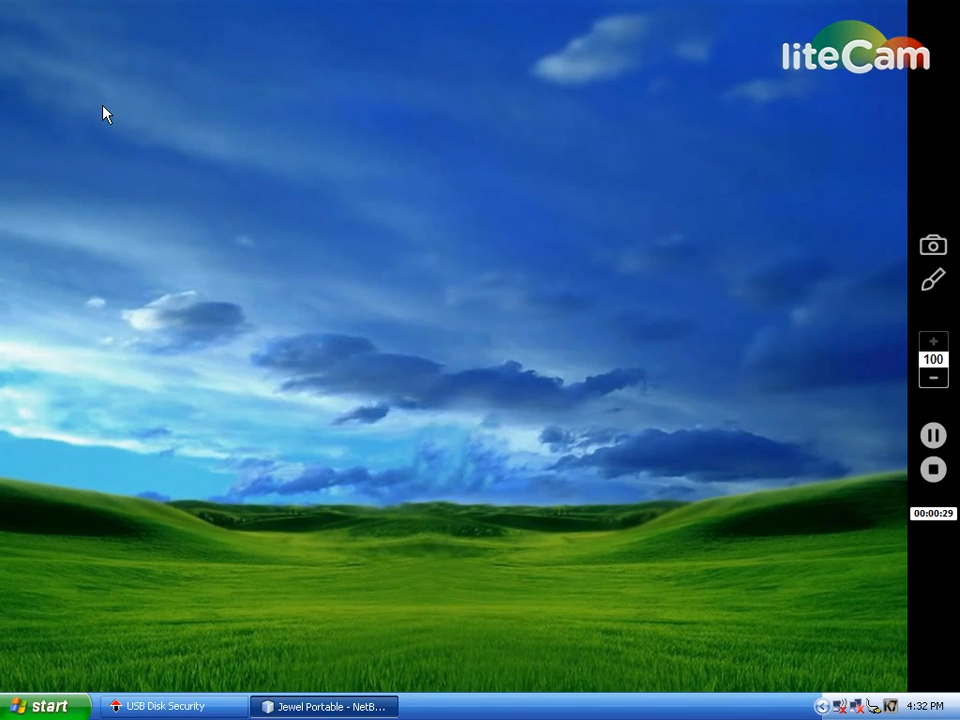 liteCam
+
100
-
00:00:29
start
USB Disk Security
Jewel Portable - NetB...
4:32 PM